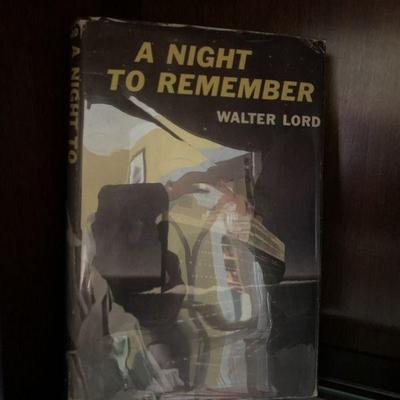 A NIGHT
TO REMEMBER
WALTER LORD
A NIGHT TO